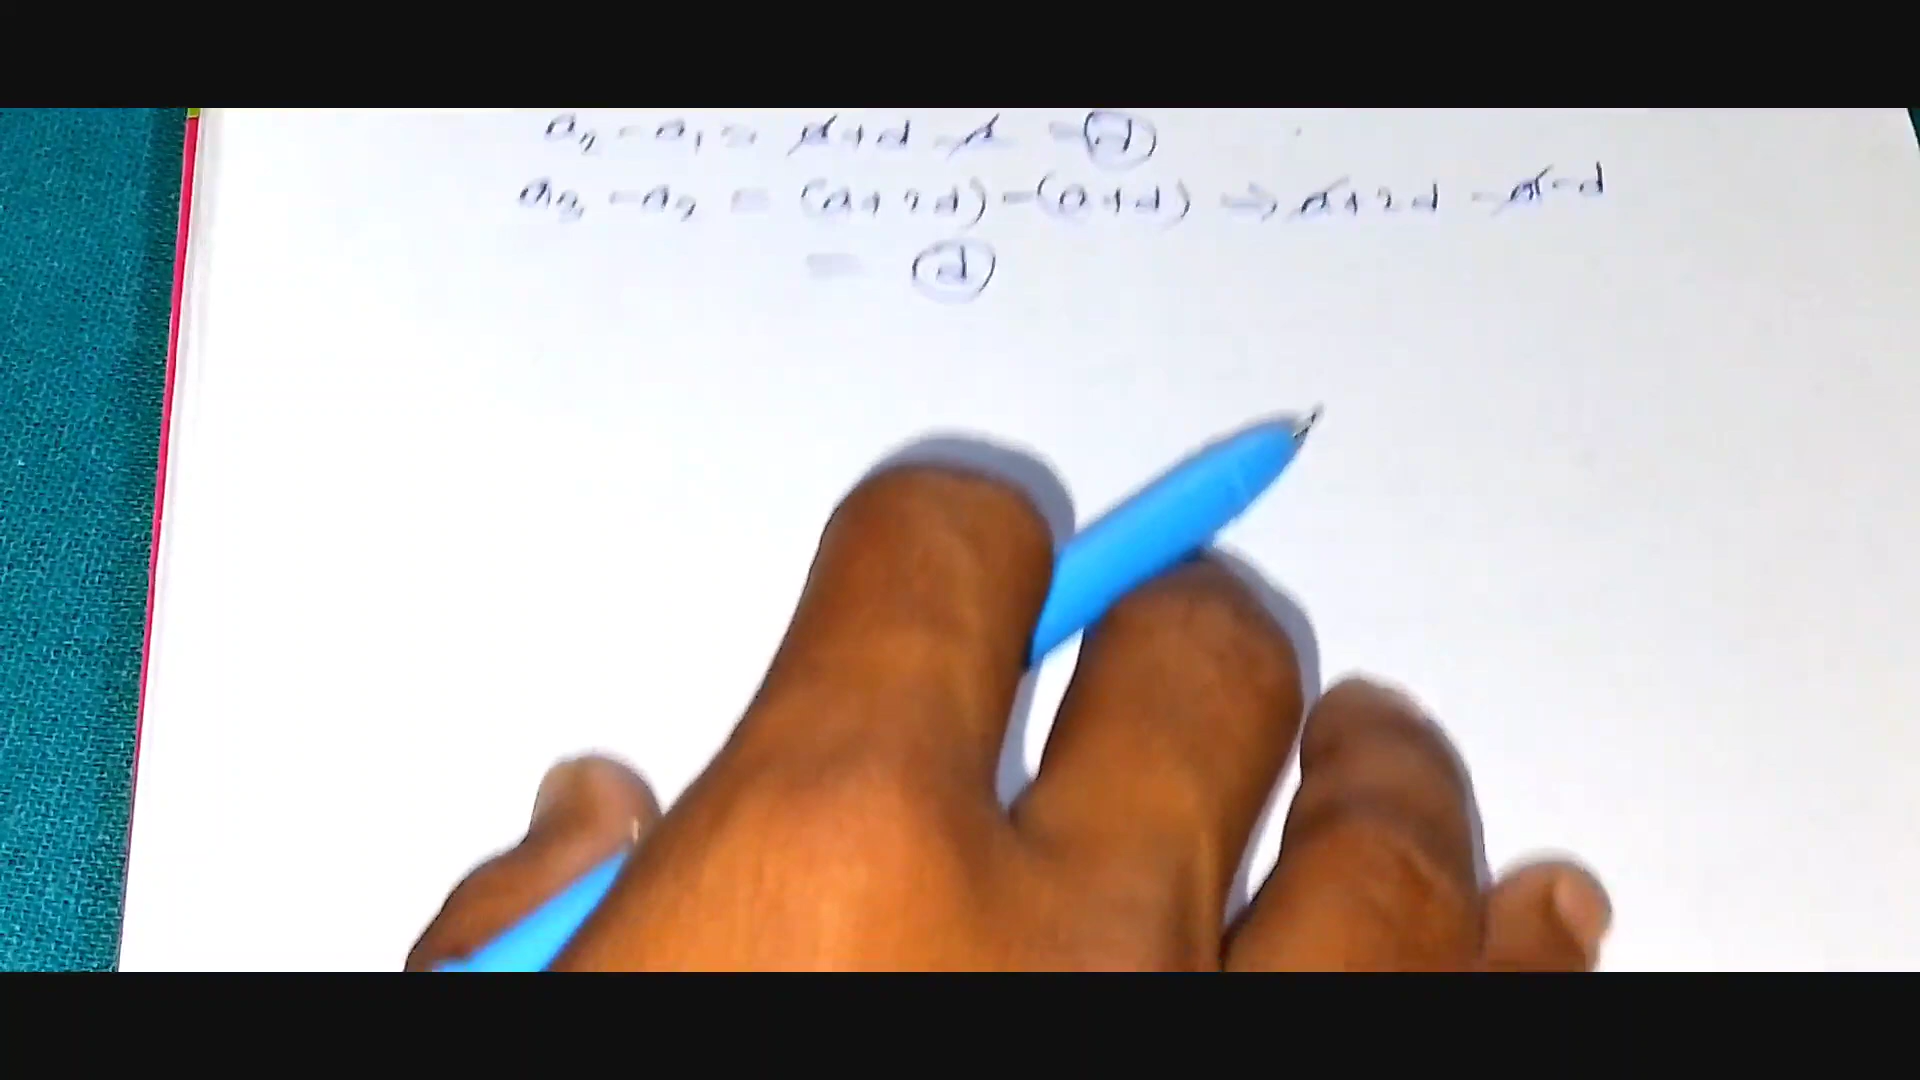 a₂ - a₁ = a + d - a = d
a₃ - a₂ = (a + 2d) - (a + d) ⇒ a + 2d - a - d
= d